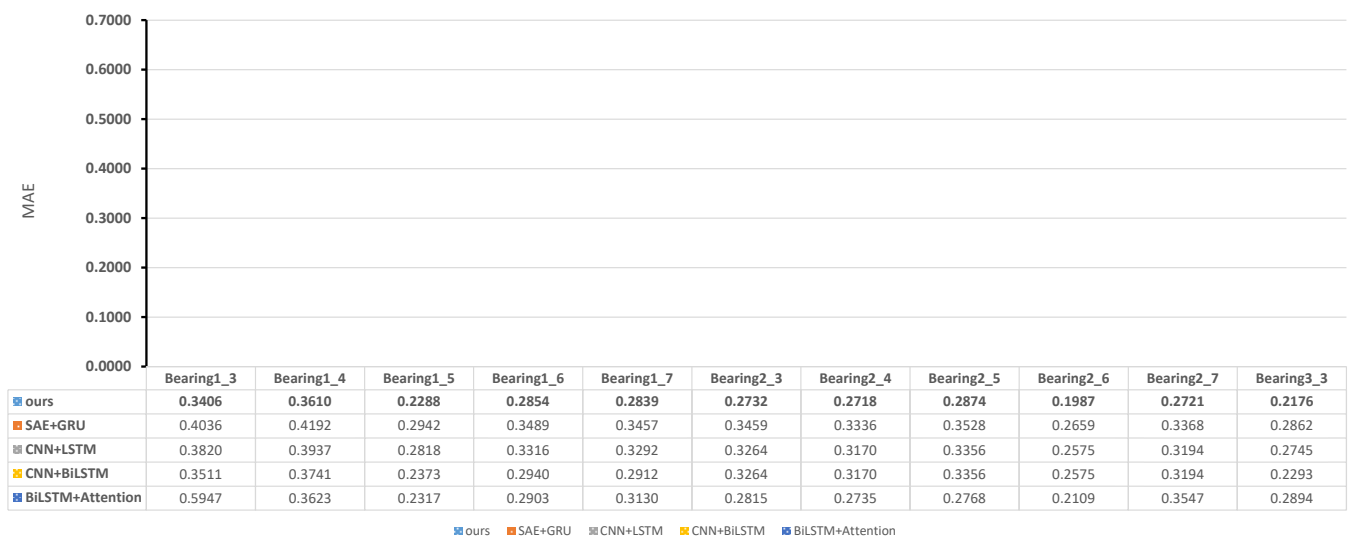 0.7000
0.6000
0.5000
0.4000
0.3000
0.2000
0.1000
0.0000
MAE
Bearing1_3 Bearing1_4 Bearing1_5 Bearing1_6 Bearing1_7 Bearing2_3 Bearing2_4 Bearing2_5 Bearing2_6 Bearing2_7 Bearing3_3
ours 0.3406 0.3610 0.2288 0.2854 0.2839 0.2732 0.2718 0.2874 0.1987 0.2721 0.2176
SAE+GRU 0.4036 0.4192 0.2942 0.3489 0.3457 0.3459 0.3336 0.3528 0.2659 0.3368 0.2862
CNN+LSTM 0.3820 0.3937 0.2818 0.3316 0.3292 0.3264 0.3170 0.3356 0.2575 0.3194 0.2745
CNN+BiLSTM 0.3511 0.3741 0.2373 0.2940 0.2912 0.3264 0.3170 0.3356 0.2575 0.3194 0.2293
BiLSTM+Attention 0.5947 0.3623 0.2317 0.2903 0.3130 0.2815 0.2735 0.2768 0.2109 0.3547 0.2894
ours SAE+GRU CNN+LSTM CNN+BiLSTM BiLSTM+Attention